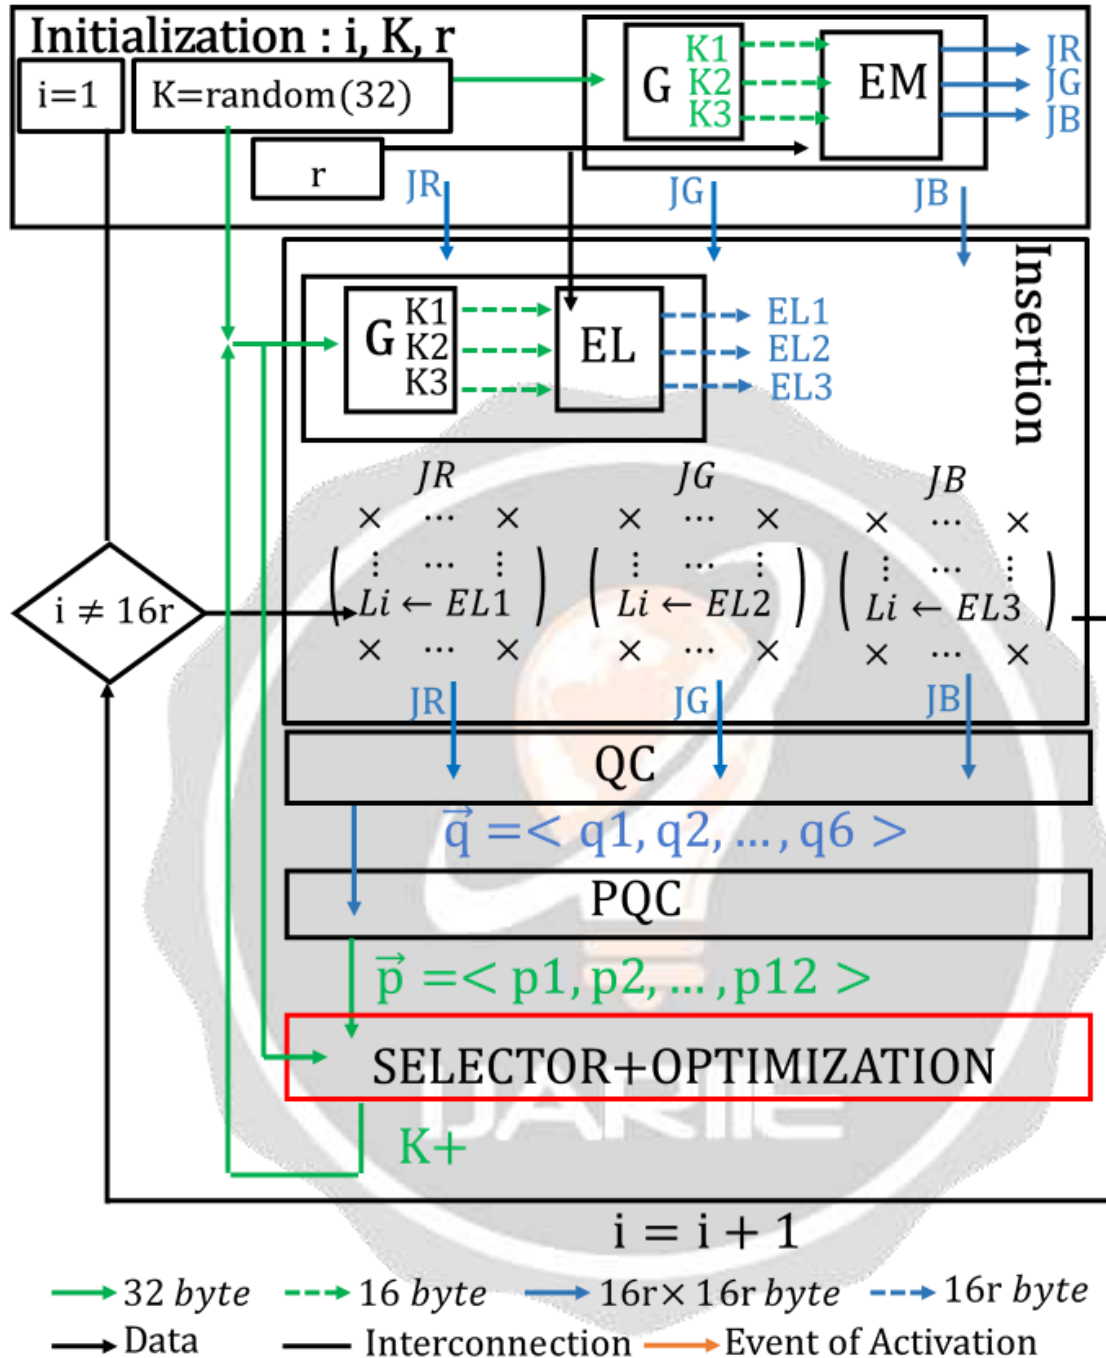 Initialization : i, K, r
i=1
K=random(32)
r
G
K1
K2
K3
EM
JR
JG
JB
JR
JG
JB
Insertion
G
K1
K2
K3
EL
EL1
EL2
EL3
JR
× ⋯ ×
⋮ ⋯ ⋮
Li ← EL1
× ⋯ ×
JG
× ⋯ ×
⋮ ⋯ ⋮
Li ← EL2
× ⋯ ×
JB
× ⋯ ×
⋮ ⋯ ⋮
Li ← EL3
× ⋯ ×
i ≠ 16r
JR
JG
JB
QC
q⃗ =< q1, q2, … , q6 >
PQC
p⃗ =< p1, p2, … , p12 >
SELECTOR+OPTIMIZATION
IJARIIE
K+
i = i + 1
32 byte
16 byte
16r× 16r byte
16r byte
Data
Interconnection
Event of Activation